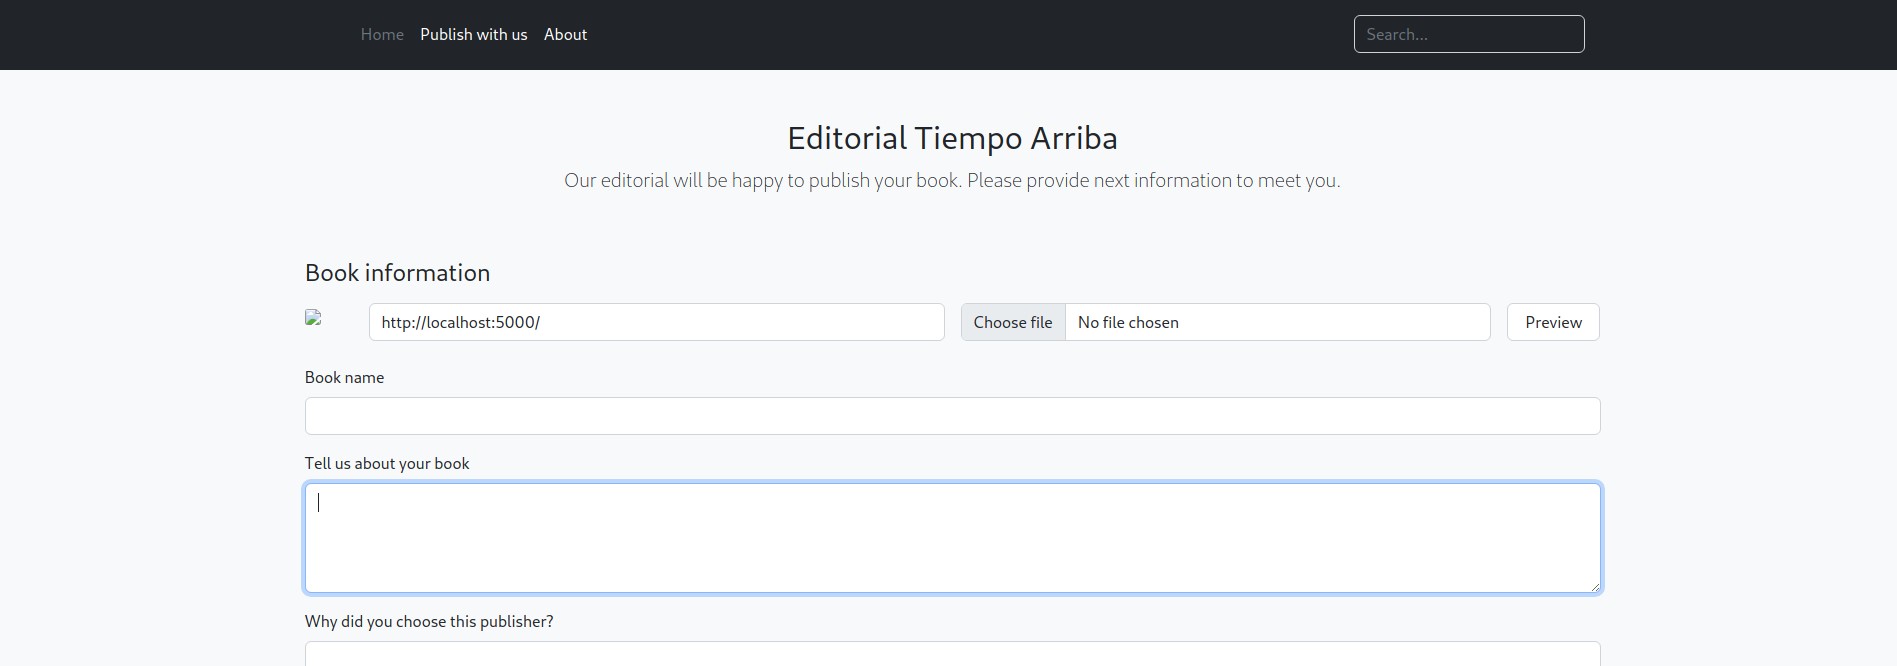 Home Publish with us About Search...
Editorial Tiempo Arriba
Our editorial will be happy to publish your book. Please provide next information to meet you.
Book information
http://localhost:5000/ Choose file No file chosen Preview
Book name
Tell us about your book
Why did you choose this publisher?